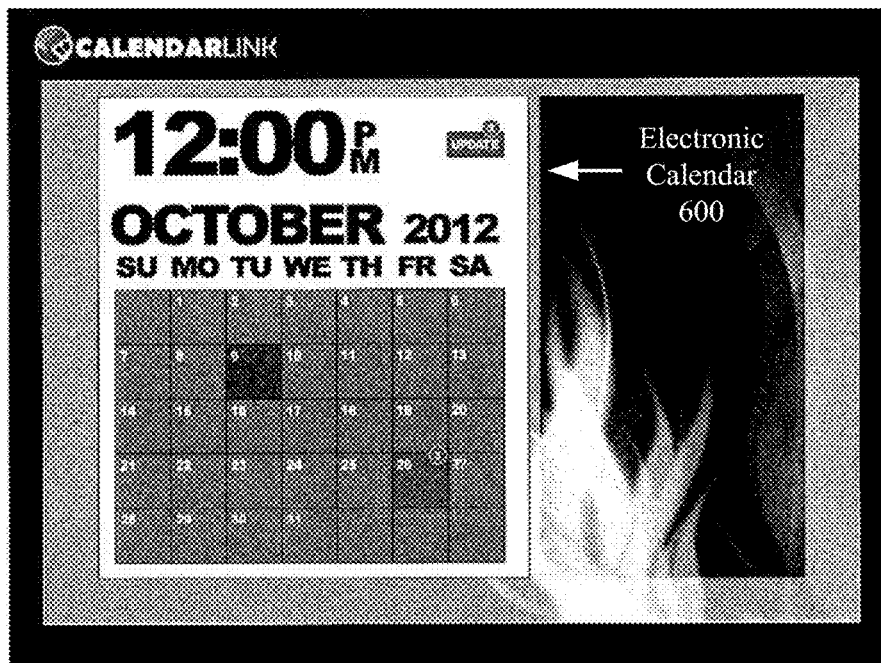 CALENDARLINK
12:00 PM
UPDATE
OCTOBER 2012
SU MO TU WE TH FR SA
1 2 3 4 5 6
7 8 9 10 11 12 13
14 15 16 17 18 19 20
21 22 23 24 25 26 27
28 29 30 31
Electronic
Calendar
600